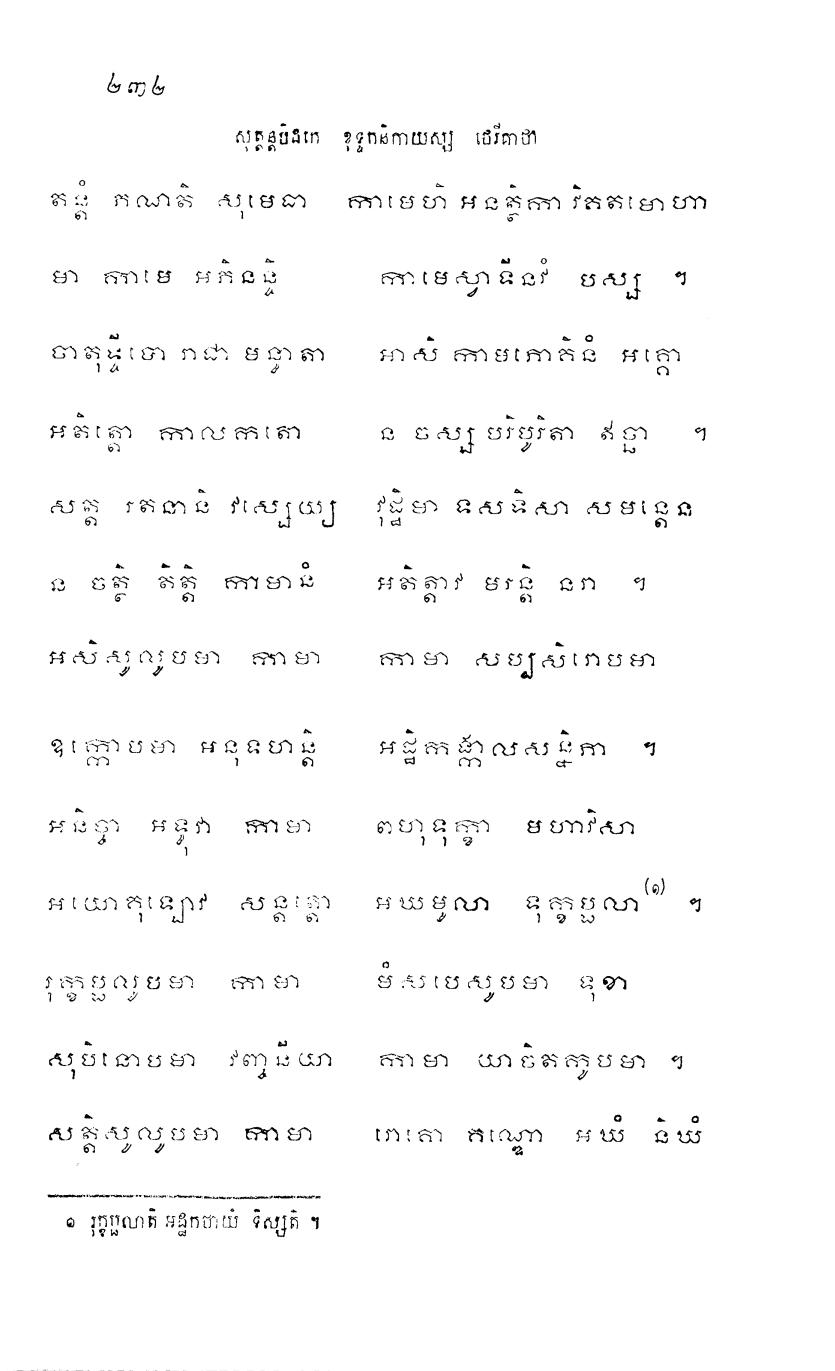 ២៣២
សុត្តន្តបិដកេ ខុទ្ទកនិកាយស្ស ថេរីគាថា
តន្តំ ភណតិ សុមេធា កាមេហិ អនត្ថិកា វិគតមោហា
មា កាមេ អភិនន្ទិ កាមេស្វាទីនវំ បស្ស ។
ចាតុទ្ទីបោ រាជា មន្ធាតា អាសិ កាមភោគិនំ អគ្គោ
អតិត្តោ កាលកតោ ន ចស្ស បរិបូរិតា ឥច្ឆា ។
សត្ត រតនានិ វស្សេយ្យ វុដ្ឋិមា ទសទិសា សមន្តេន
ន ចត្ថិ តិត្តិ កាមានំ អតិត្តាវ មរន្តិ នរា ។
អសិសូលូបមា កាមា កាមា សប្បសិរោបមា
ឧក្កោបមា អនុទហន្តិ អដ្ឋិកង្កាលសន្និភា ។
អនិច្ចា អទ្ធុវា កាមា ពហុទុក្ខា មហាវិសា
អយោគុឡោវ សន្តត្តោ អឃមូលា ទុក្ខប្ផលា (១) ។
រុក្ខប្ផលូបមា កាមា មំសបេសូបមា ទុខា
សុបិនោបមា វញ្ចនីយា កាមា យាចិតកូបមា ។
សត្តិសូលូបមា កាមា រោគោ គណ្ឌោ អឃំ និឃំ
១ រុក្ខប្ផលាតិ អដ្ឋកថាយំ ទិស្សតិ ។